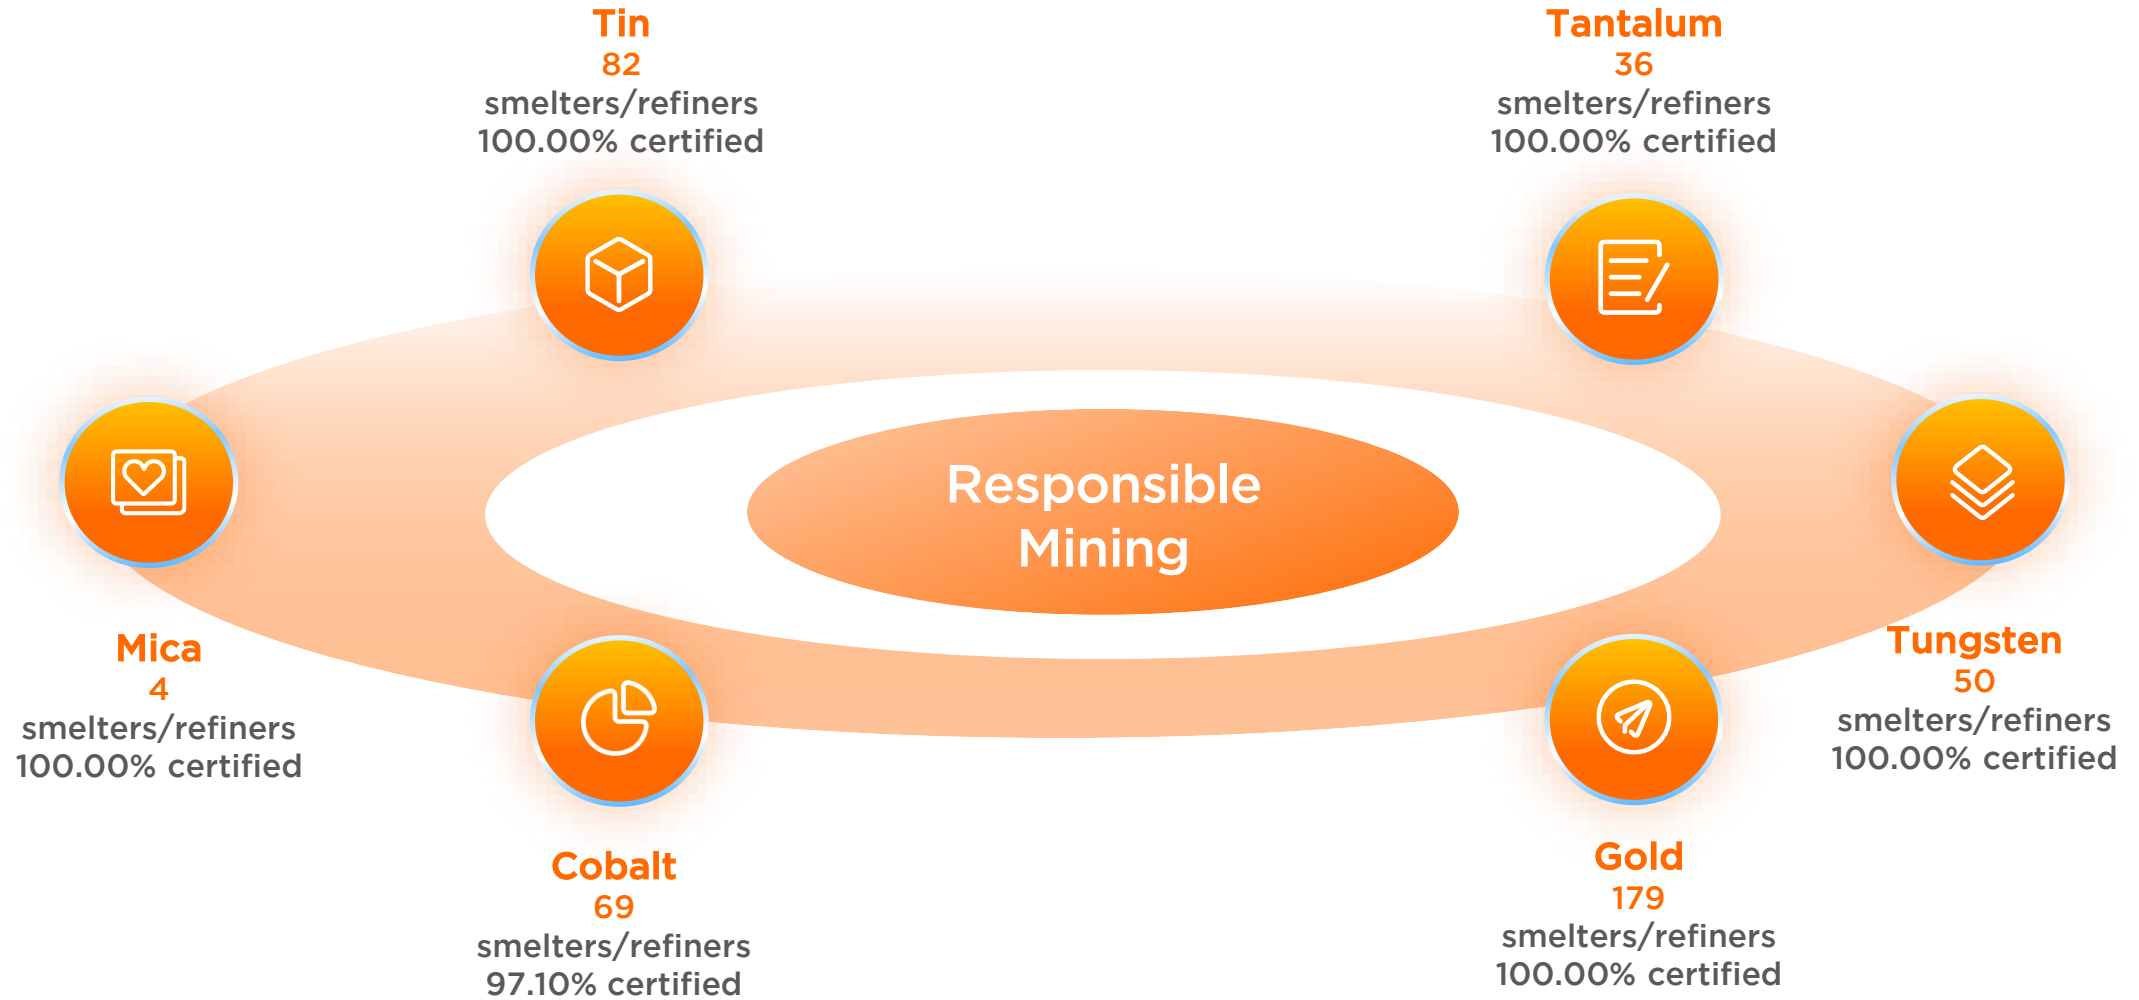 Tin
82
smelters/refiners
100.00% certified
Tantalum
36
smelters/refiners
100.00% certified
Responsible
Mining
Mica
4
smelters/refiners
100.00% certified
Tungsten
50
smelters/refiners
100.00% certified
Cobalt
69
smelters/refiners
97.10% certified
Gold
179
smelters/refiners
100.00% certified